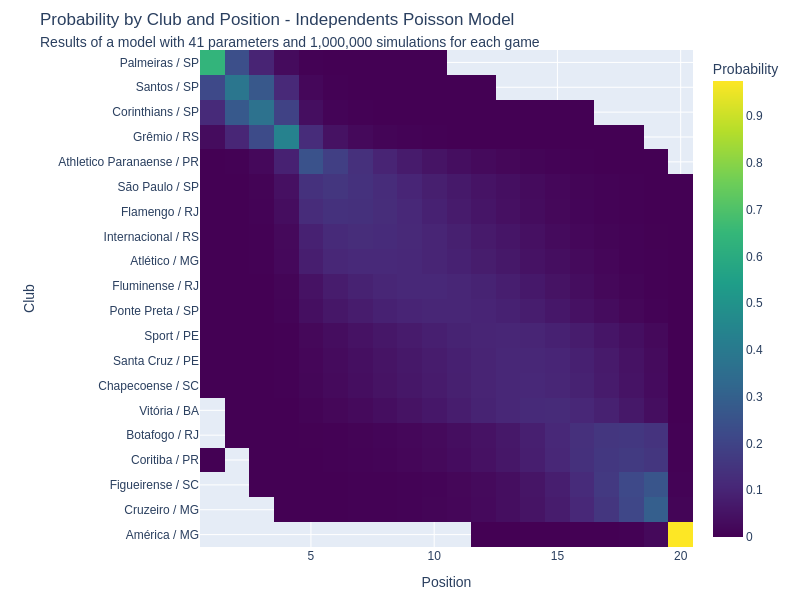 Probability by Club and Position - Independents Poisson Model
Results of a model with 41 parameters and 1,000,000 simulations for each game
Probability
Palmeiras / SP
Santos / SP
Corinthians / SP
Grêmio / RS
Athletico Paranaense / PR
São Paulo / SP
Flamengo / RJ
Internacional / RS
Atlético / MG
Fluminense / RJ
Ponte Preta / SP
Sport / PE
Santa Cruz / PE
Chapecoense / SC
Vitória / BA
Botafogo / RJ
Coritiba / PR
Figueirense / SC
Cruzeiro / MG
América / MG
Club
5
10
15
20
Position
0.9
0.8
0.7
0.6
0.5
0.4
0.3
0.2
0.1
0